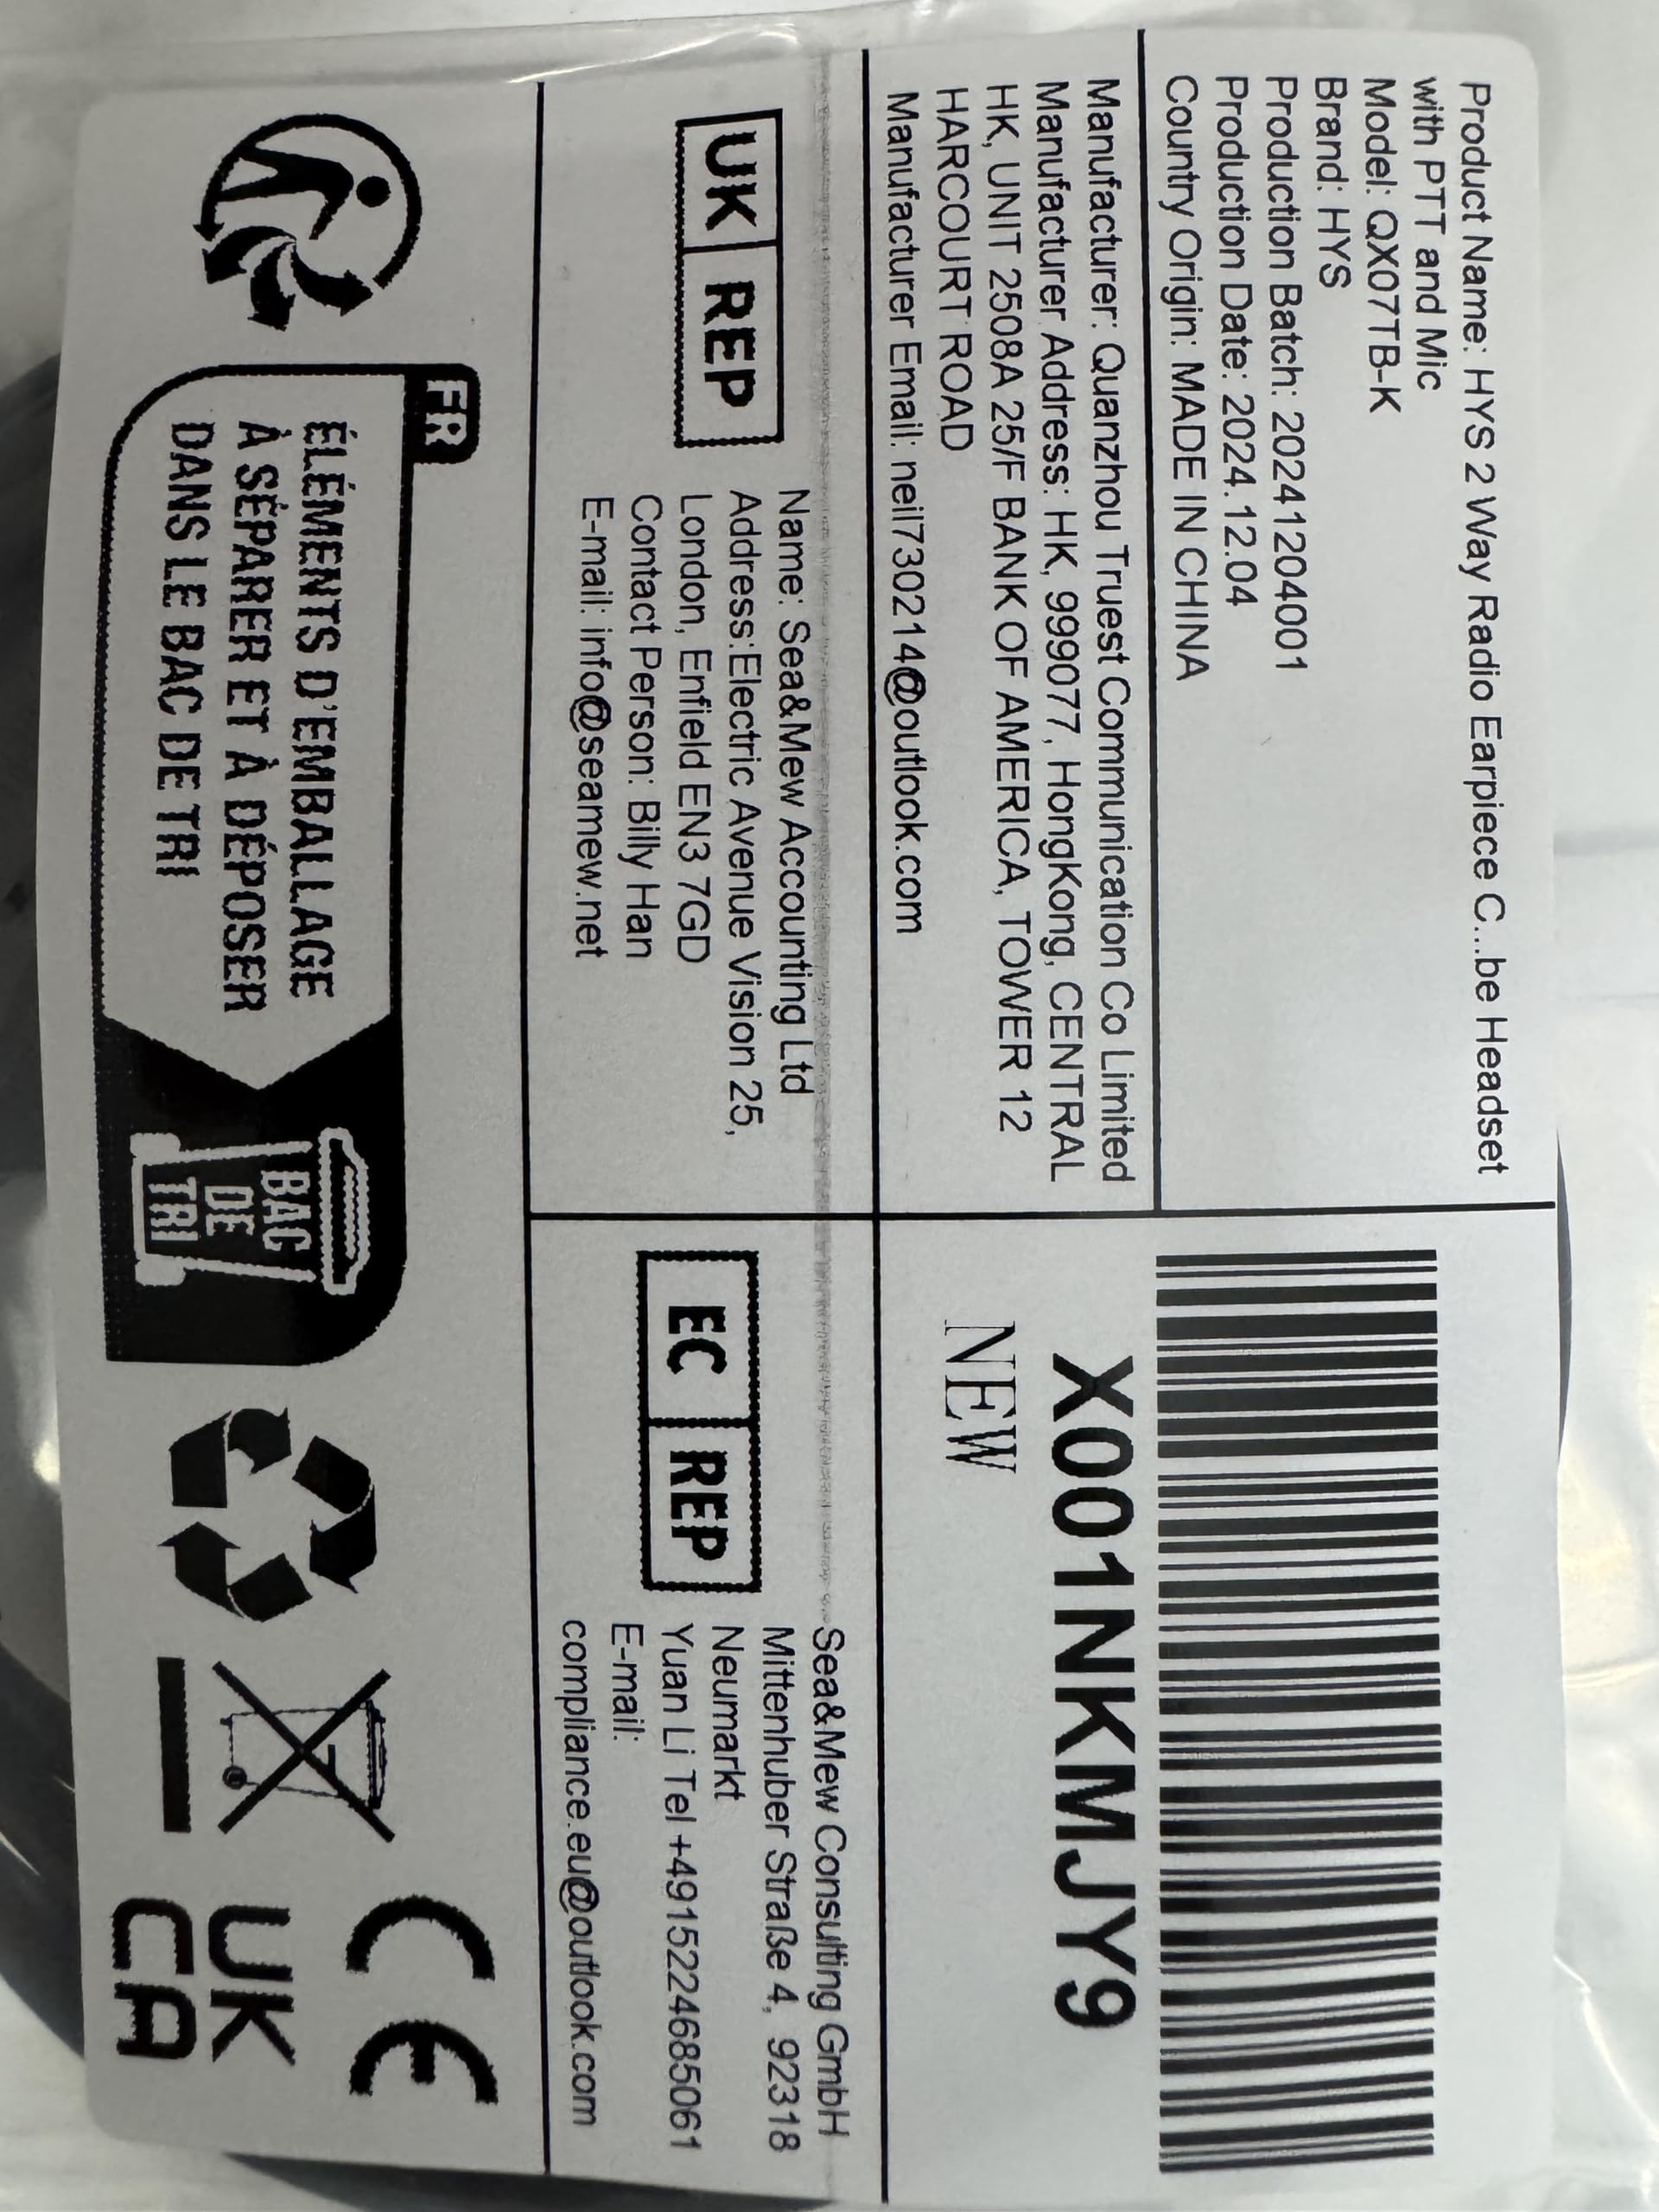 Product Name: HYS 2 Way Radio Earpiece C...be Headset
with PTT and Mic
Model: QX07TB-K
Brand: HYS
Production Batch: 20241204001
Production Date: 2024.12.04
Country Origin: MADE IN CHINA
X001NKMJY9
NEW
Manufacturer: Quanzhou Truest Communication Co Limited
Manufacturer Address: HK, 999077, HongKong, CENTRAL
HK, UNIT 2508A 25/F BANK OF AMERICA, TOWER 12
HARCOURT ROAD
Manufacturer Email: neil730214@outlook.com
UK REP
Name: Sea&Mew Accounting Ltd
Address:Electric Avenue Vision 25,
London, Enfield EN3 7GD
Contact Person: Billy Han
E-mail: info@seamew.net
EC REP
Sea&Mew Consulting GmbH
Mittenhuber Straße 4, 92318
Neumarkt
Yuan Li Tel +4915224685061
E-mail:
compliance.eu@outlook.com
FR
ÉLÉMENTS D'EMBALLAGE
À SÉPARER ET À DÉPOSER
DANS LE BAC DE TRI
BAC
DE
TRI
CE
UK
CA